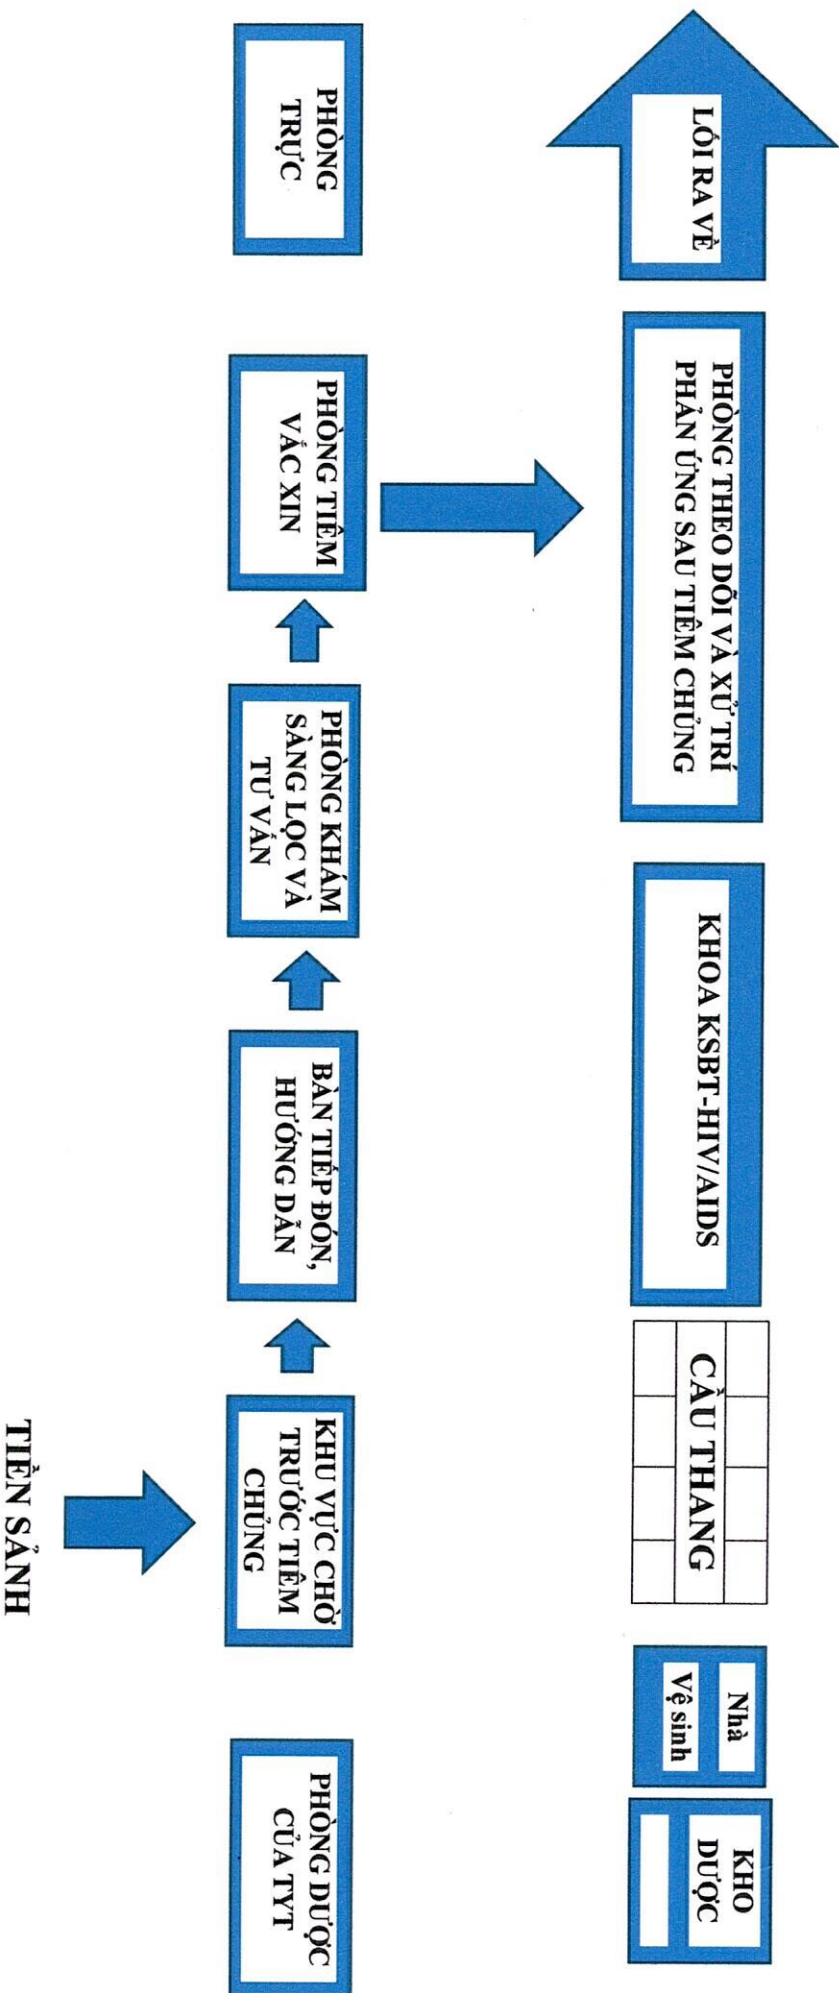 LỐI RA VỀ
PHÒNG THEO DÕI VÀ XỬ TRÍ
PHẢN ỨNG SAU TIÊM CHỦNG
KHOA KSBT-HIV/AIDS
CẦU THANG
Nhà
Vệ sinh
KHO
DƯỢC
PHÒNG
TRỰC
PHÒNG TIÊM
VẮC XIN
PHÒNG KHÁM
SÀNG LỌC VÀ
TƯ VẤN
BÀN TIẾP ĐÓN,
HƯỚNG DẪN
KHU VỰC CHỜ
TRƯỚC TIÊM
CHỦNG
PHÒNG DƯỢC
CỦA TYT
TIỀN SẢNH